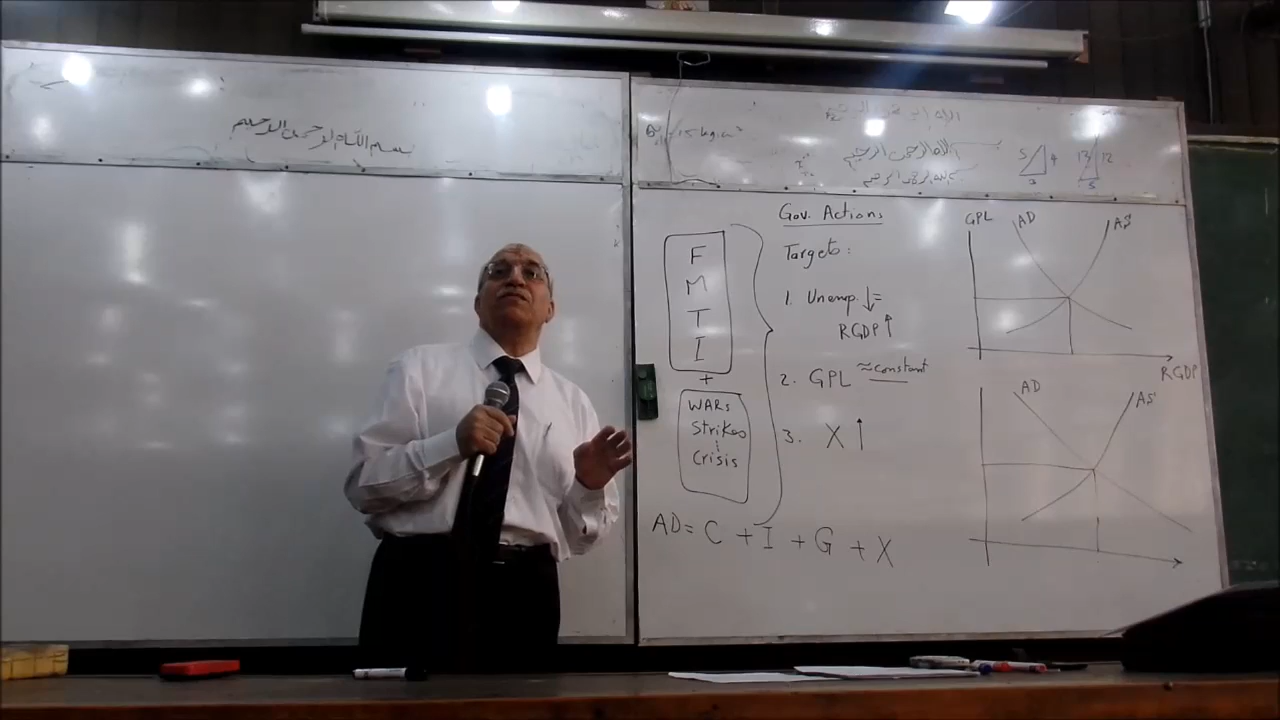 بسم الله الرحمن الرحيم
الله الرحمن الرحيم
5 4 3
13 12 5
Gov. Actions
Targets:
1. Unemp. ↓=
RGDP ↑
2. GPL ≈constant
3. X ↑
F
M
T
I
+
WARs
Strikes
Crisis
AD= C + I + G + X
GPL AD AS
RGDP
AD AS